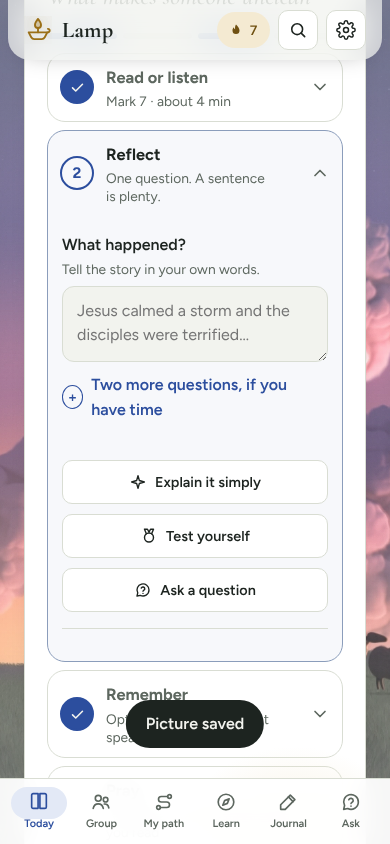 Lamp
7
Read or listen
Mark 7 · about 4 min
2
Reflect
One question. A sentence
is plenty.
What happened?
Tell the story in your own words.
Jesus calmed a storm and the
disciples were terrified...
Two more questions, if you
have time
Explain it simply
Test yourself
Ask a question
Remember
Picture saved
Today
Group
My path
Learn
Journal
Ask